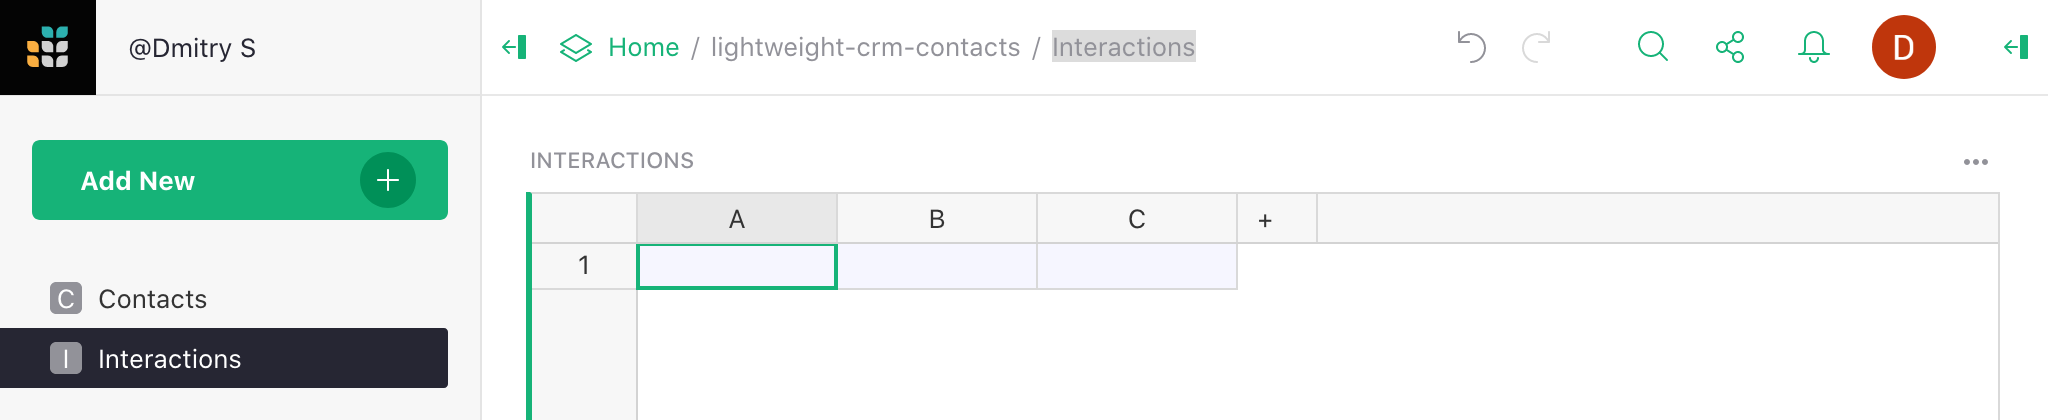 @Dmitry S
Home / lightweight-crm-contacts / Interactions
D
Add New
INTERACTIONS
A B C +
1
C Contacts
I Interactions